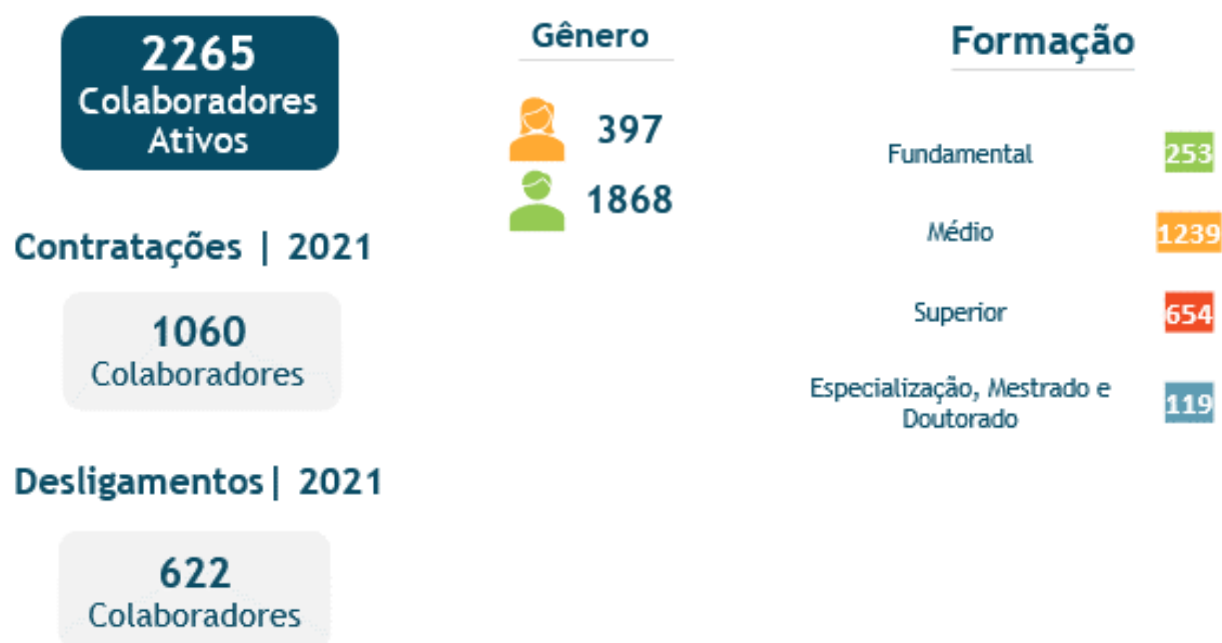 2265
Colaboradores
Ativos
Contratações | 2021
1060
Colaboradores
Desligamentos| 2021
622
Colaboradores
Gênero
397
1868
Formação
Fundamental 253
Médio 1239
Superior 654
Especialização, Mestrado e
Doutorado 119